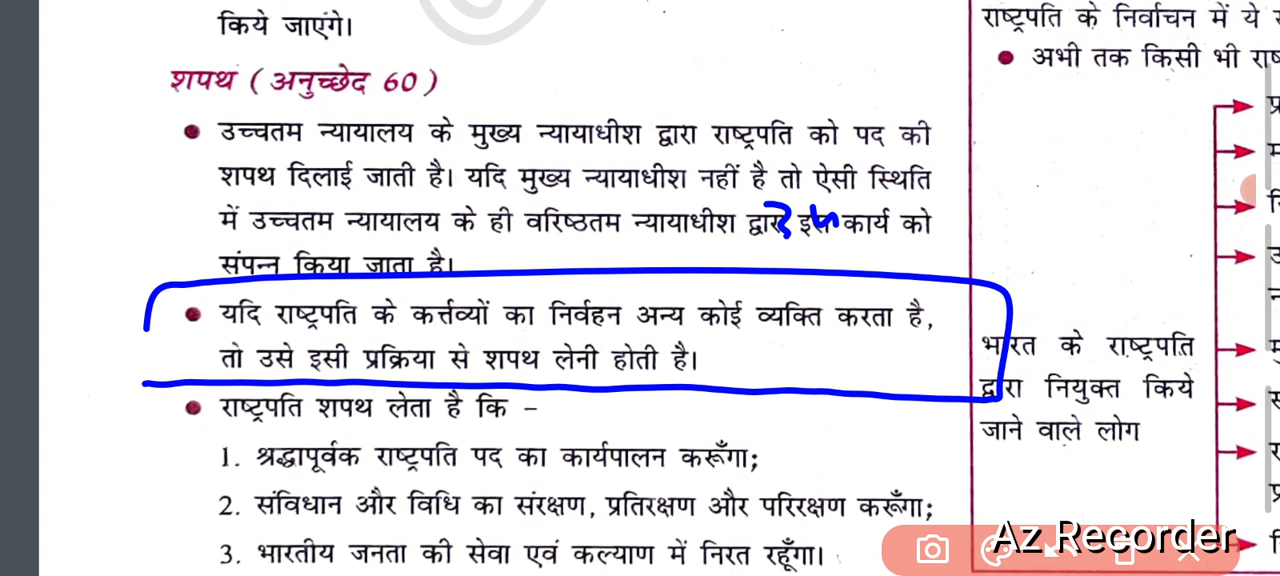 किये जाएंगे।
शपथ ( अनुच्छेद 60 )
• उच्चतम न्यायालय के मुख्य न्यायाधीश द्वारा राष्ट्रपति को पद की
शपथ दिलाई जाती है। यदि मुख्य न्यायाधीश नहीं है तो ऐसी स्थिति
में उच्चतम न्यायालय के ही वरिष्ठतम न्यायाधीश द्वारा इस कार्य को
संपन्न किया जाता है।
• यदि राष्ट्रपति के कर्त्तव्यों का निर्वहन अन्य कोई व्यक्ति करता है,
तो उसे इसी प्रक्रिया से शपथ लेनी होती है।
• राष्ट्रपति शपथ लेता है कि –
1. श्रद्धापूर्वक राष्ट्रपति पद का कार्यपालन करूँगा;
2. संविधान और विधि का संरक्षण, प्रतिरक्षण और परिरक्षण करूँगा;
3. भारतीय जनता की सेवा एवं कल्याण में निरत रहूँगा।
राष्ट्रपति के निर्वाचन में ये
• अभी तक किसी भी
भारत के राष्ट्रपति
द्वारा नियुक्त किये
जाने वाले लोग
Az Recorder